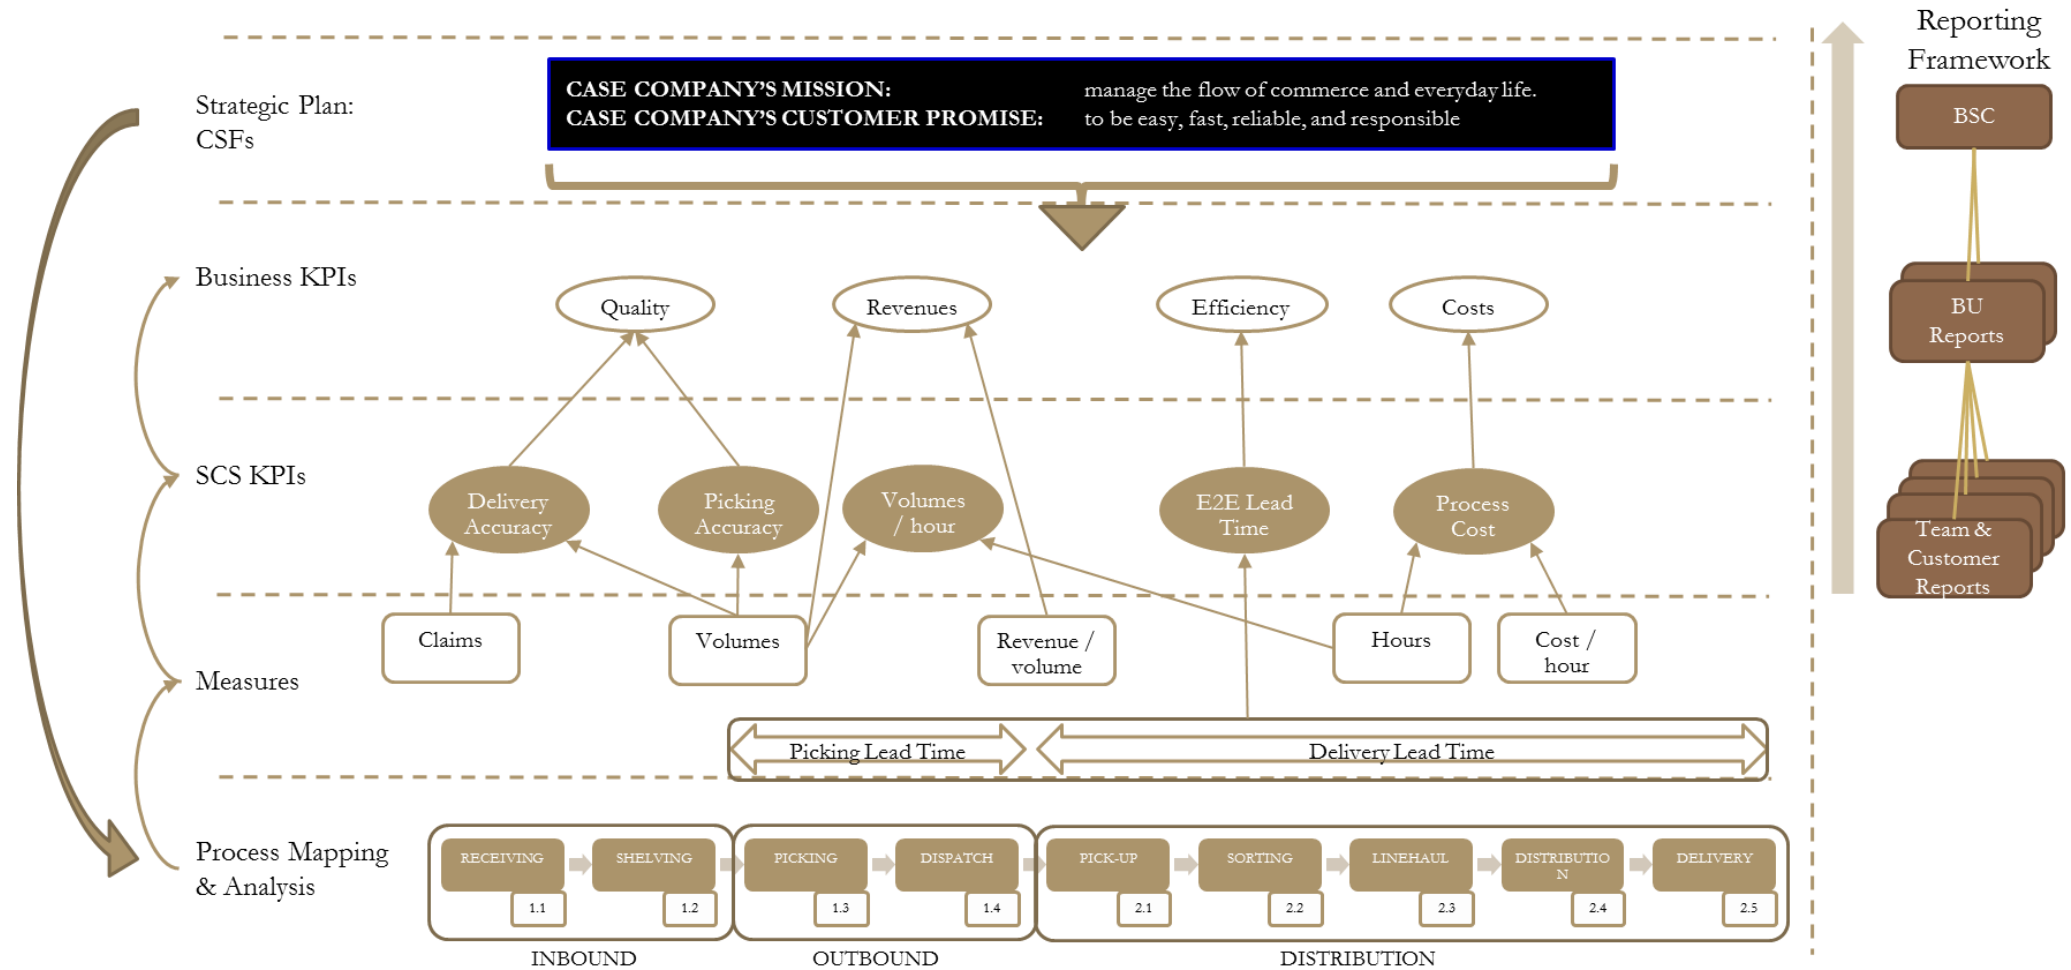 Reporting
Framework
Strategic Plan:
CSFs
CASE COMPANY'S MISSION: manage the flow of commerce and everyday life.
CASE COMPANY'S CUSTOMER PROMISE: to be easy, fast, reliable, and responsible
BSC
Business KPIs
Quality
Revenues
Efficiency
Costs
BU
Reports
SCS KPIs
Delivery
Accuracy
Picking
Accuracy
Volumes
/ hour
E2E Lead
Time
Process
Cost
Team &
Customer
Reports
Measures
Claims
Volumes
Revenue /
volume
Hours
Cost /
hour
Picking Lead Time
Delivery Lead Time
Process Mapping
& Analysis
RECEIVING
1.1
SHELVING
1.2
PICKING
1.3
DISPATCH
1.4
PICK-UP
2.1
SORTING
2.2
LINEHAUL
2.3
DISTRIBUTIO
N
2.4
DELIVERY
2.5
INBOUND
OUTBOUND
DISTRIBUTION